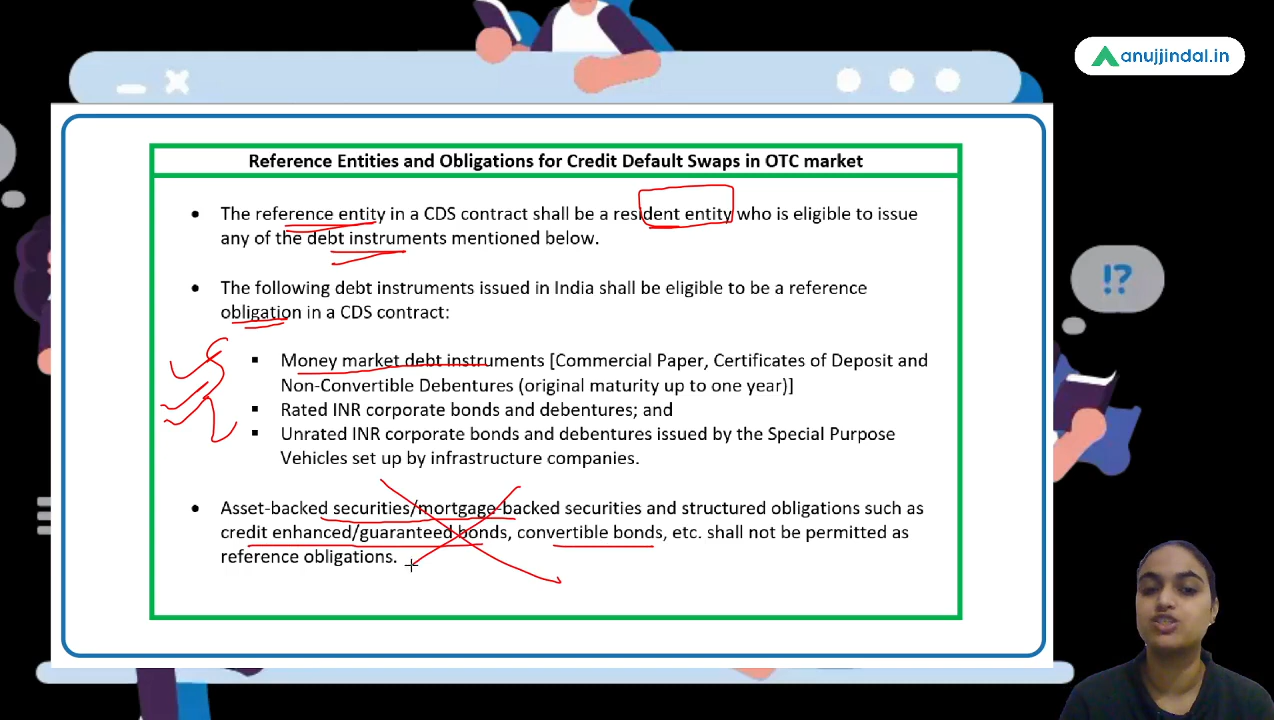 anujjindal.in
Reference Entities and Obligations for Credit Default Swaps in OTC market
• The reference entity in a CDS contract shall be a resident entity who is eligible to issue
any of the debt instruments mentioned below.
• The following debt instruments issued in India shall be eligible to be a reference
obligation in a CDS contract:
▪ Money market debt instruments [Commercial Paper, Certificates of Deposit and
Non-Convertible Debentures (original maturity up to one year)]
▪ Rated INR corporate bonds and debentures; and
▪ Unrated INR corporate bonds and debentures issued by the Special Purpose
Vehicles set up by infrastructure companies.
• Asset-backed securities/mortgage-backed securities and structured obligations such as
credit enhanced/guaranteed bonds, convertible bonds, etc. shall not be permitted as
reference obligations.
!?